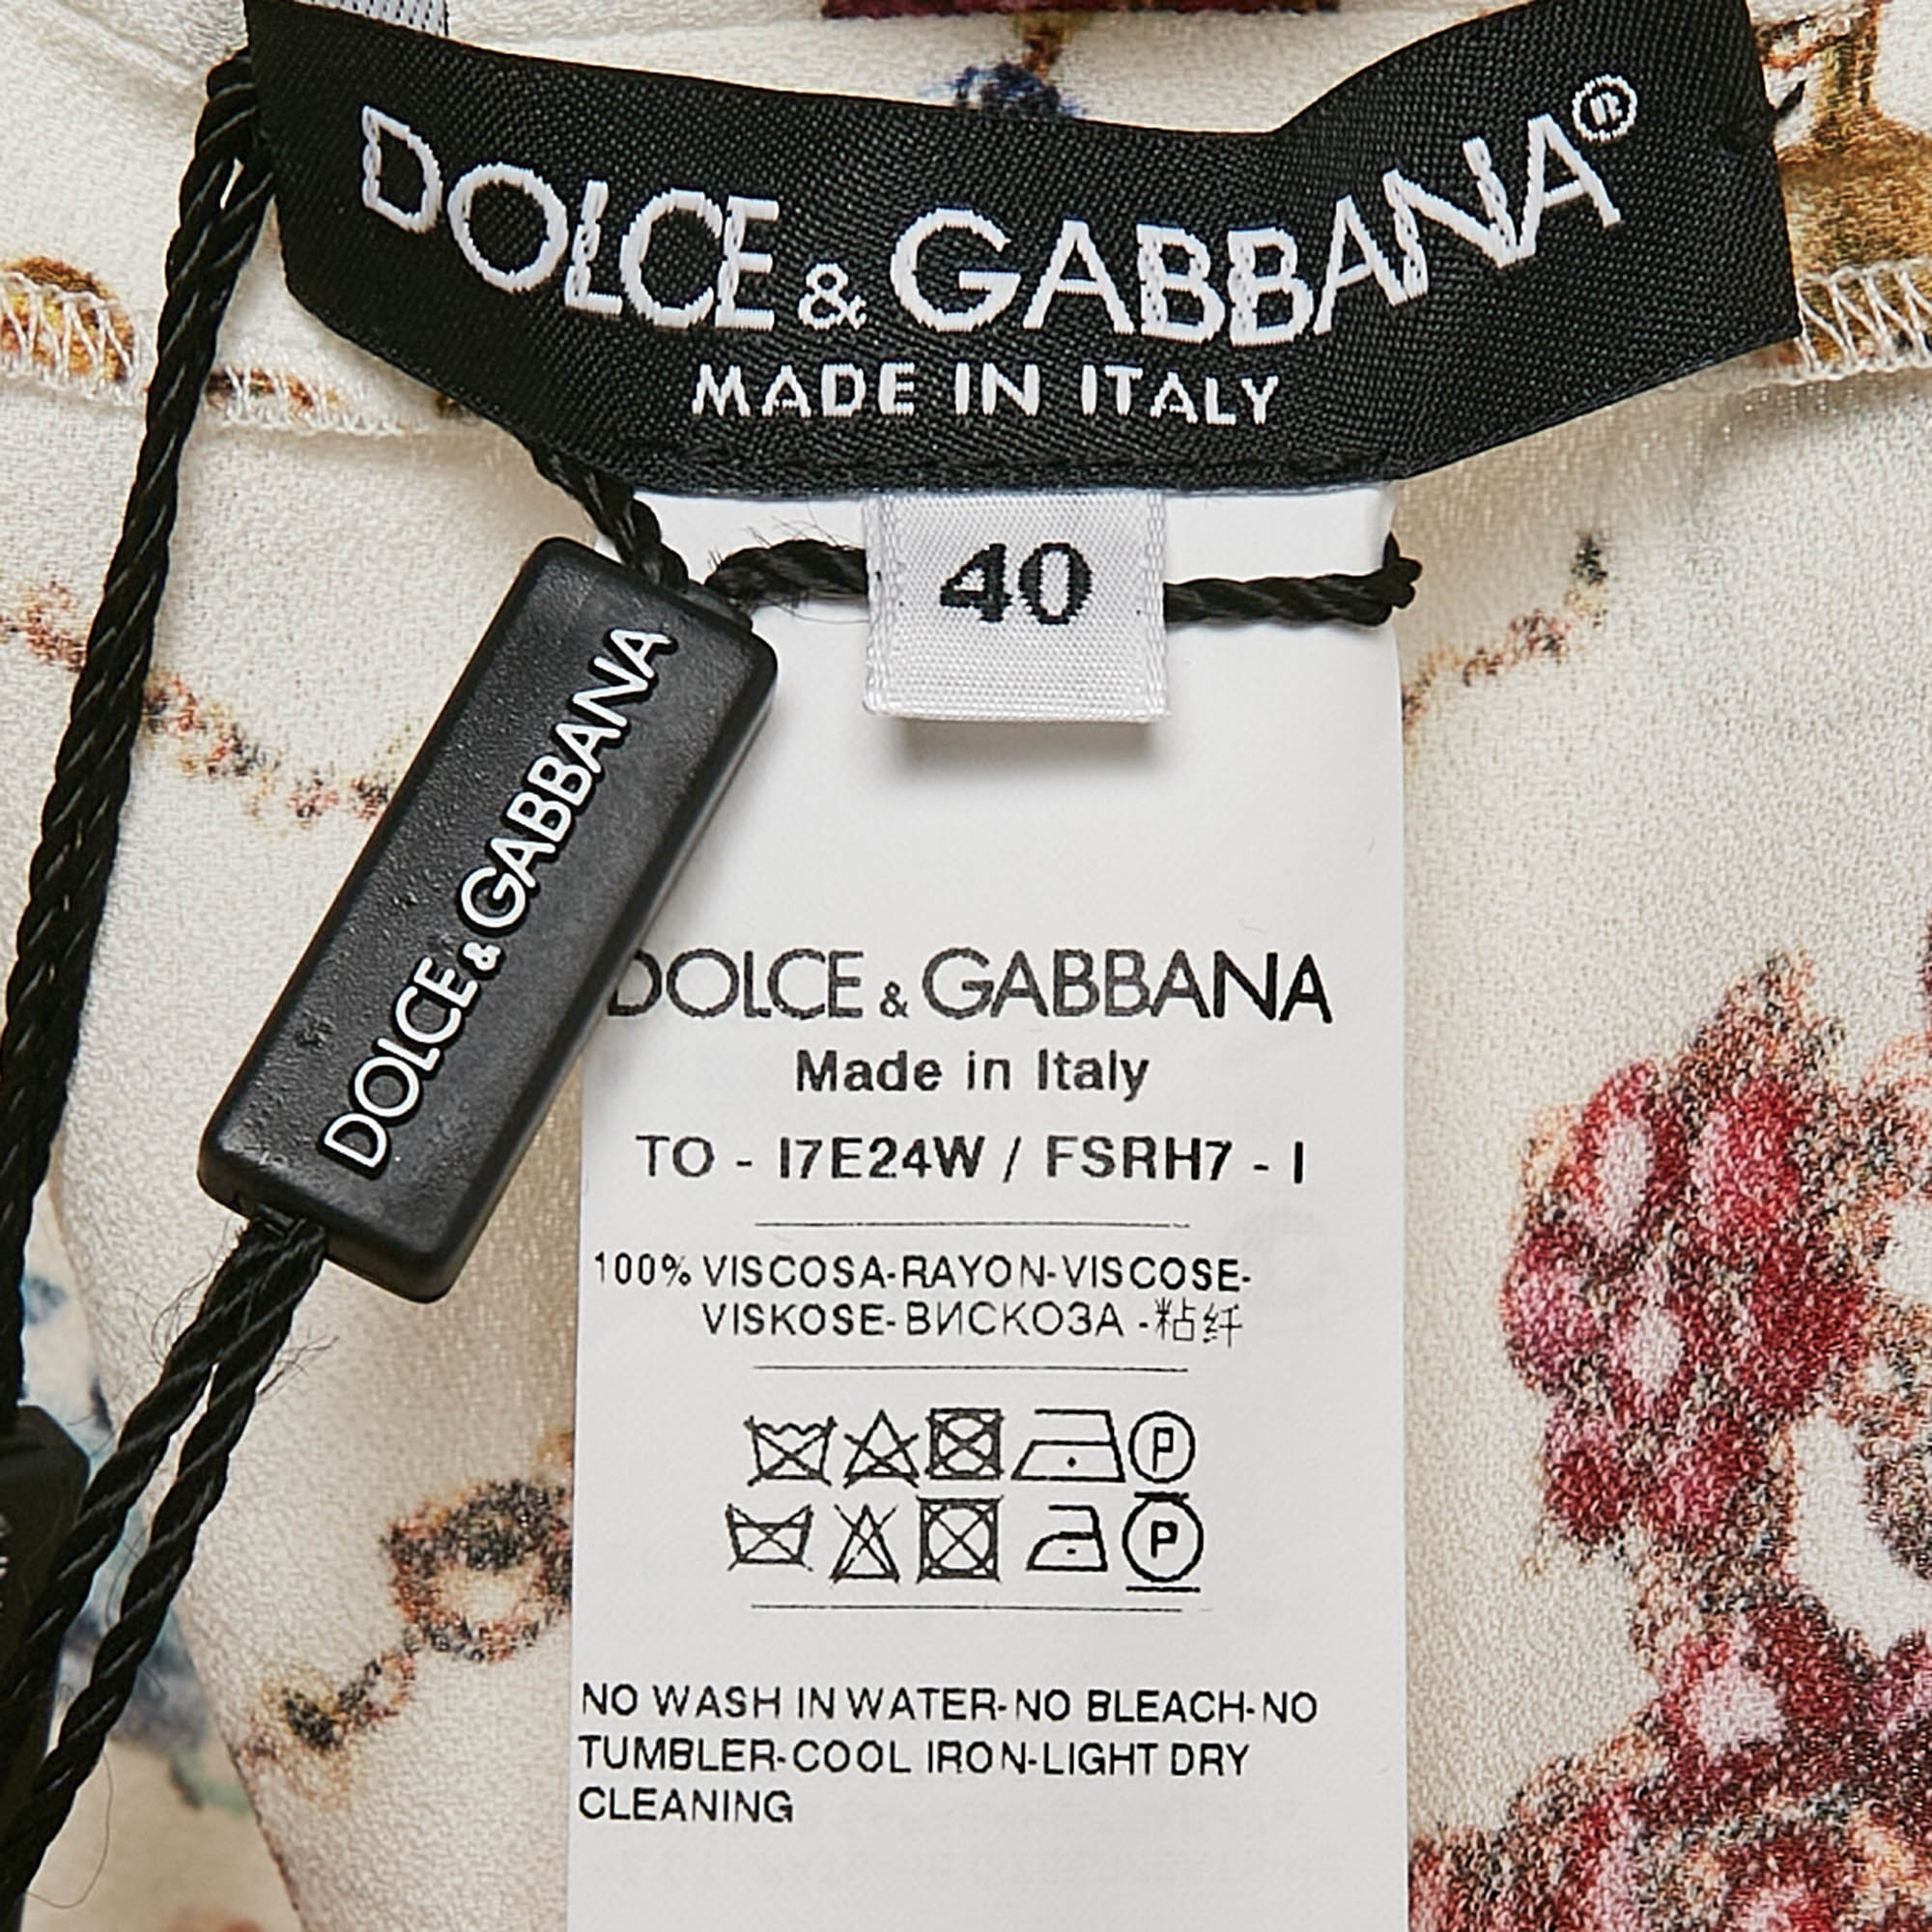 DOLCE & GABBANA®
MADE IN ITALY
40
DOLCE & GABBANA
DOLCE & GABBANA
Made in Italy
TO - I7E24W / FSRH7 - I
100% VISCOSA-RAYON-VISCOSE-
VISKOSE-ВИСКОЗА -粘纤
P
P
NO WASH IN WATER-NO BLEACH-NO
TUMBLER-COOL IRON-LIGHT DRY
CLEANING